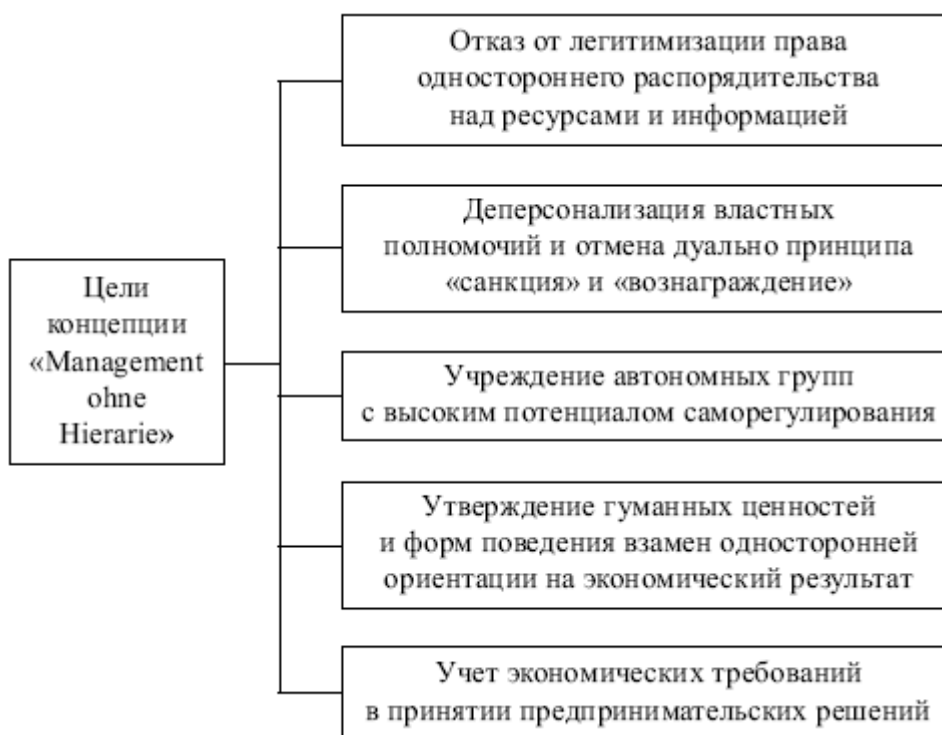 Цели
концепции
«Management
ohne
Hierarie»
Отказ от легитимизации права
одностороннего распорядительства
над ресурсами и информацией
Деперсонализация властных
полномочий и отмена дуально принципа
«санкция» и «вознаграждение»
Учреждение автономных групп
с высоким потенциалом саморегулирования
Утверждение гуманных ценностей
и форм поведения взамен односторонней
ориентации на экономический результат
Учет экономических требований
в принятии предпринимательских решений